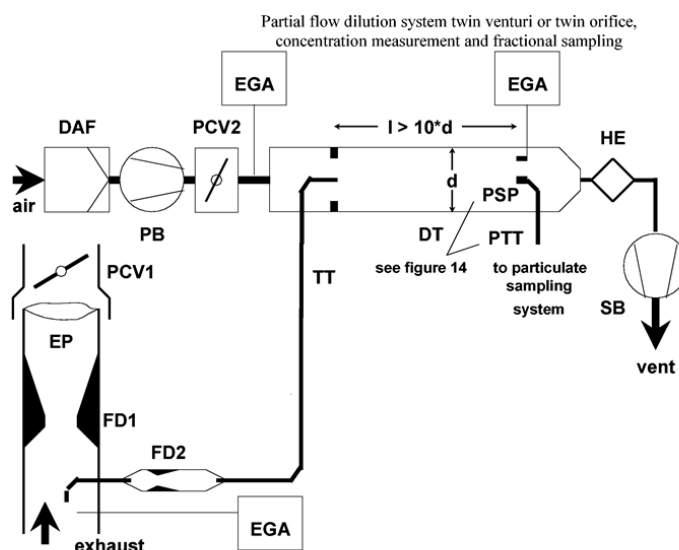 Partial flow dilution system twin venturi or twin orifice,
concentration measurement and fractional sampling
EGA
EGA
DAF
PCV2
l > 10*d
HE
air
d
PSP
PB
DT
PTT
PCV1
see figure 14
to particulate
sampling
system
TT
SB
EP
vent
FD1
FD2
EGA
exhaust